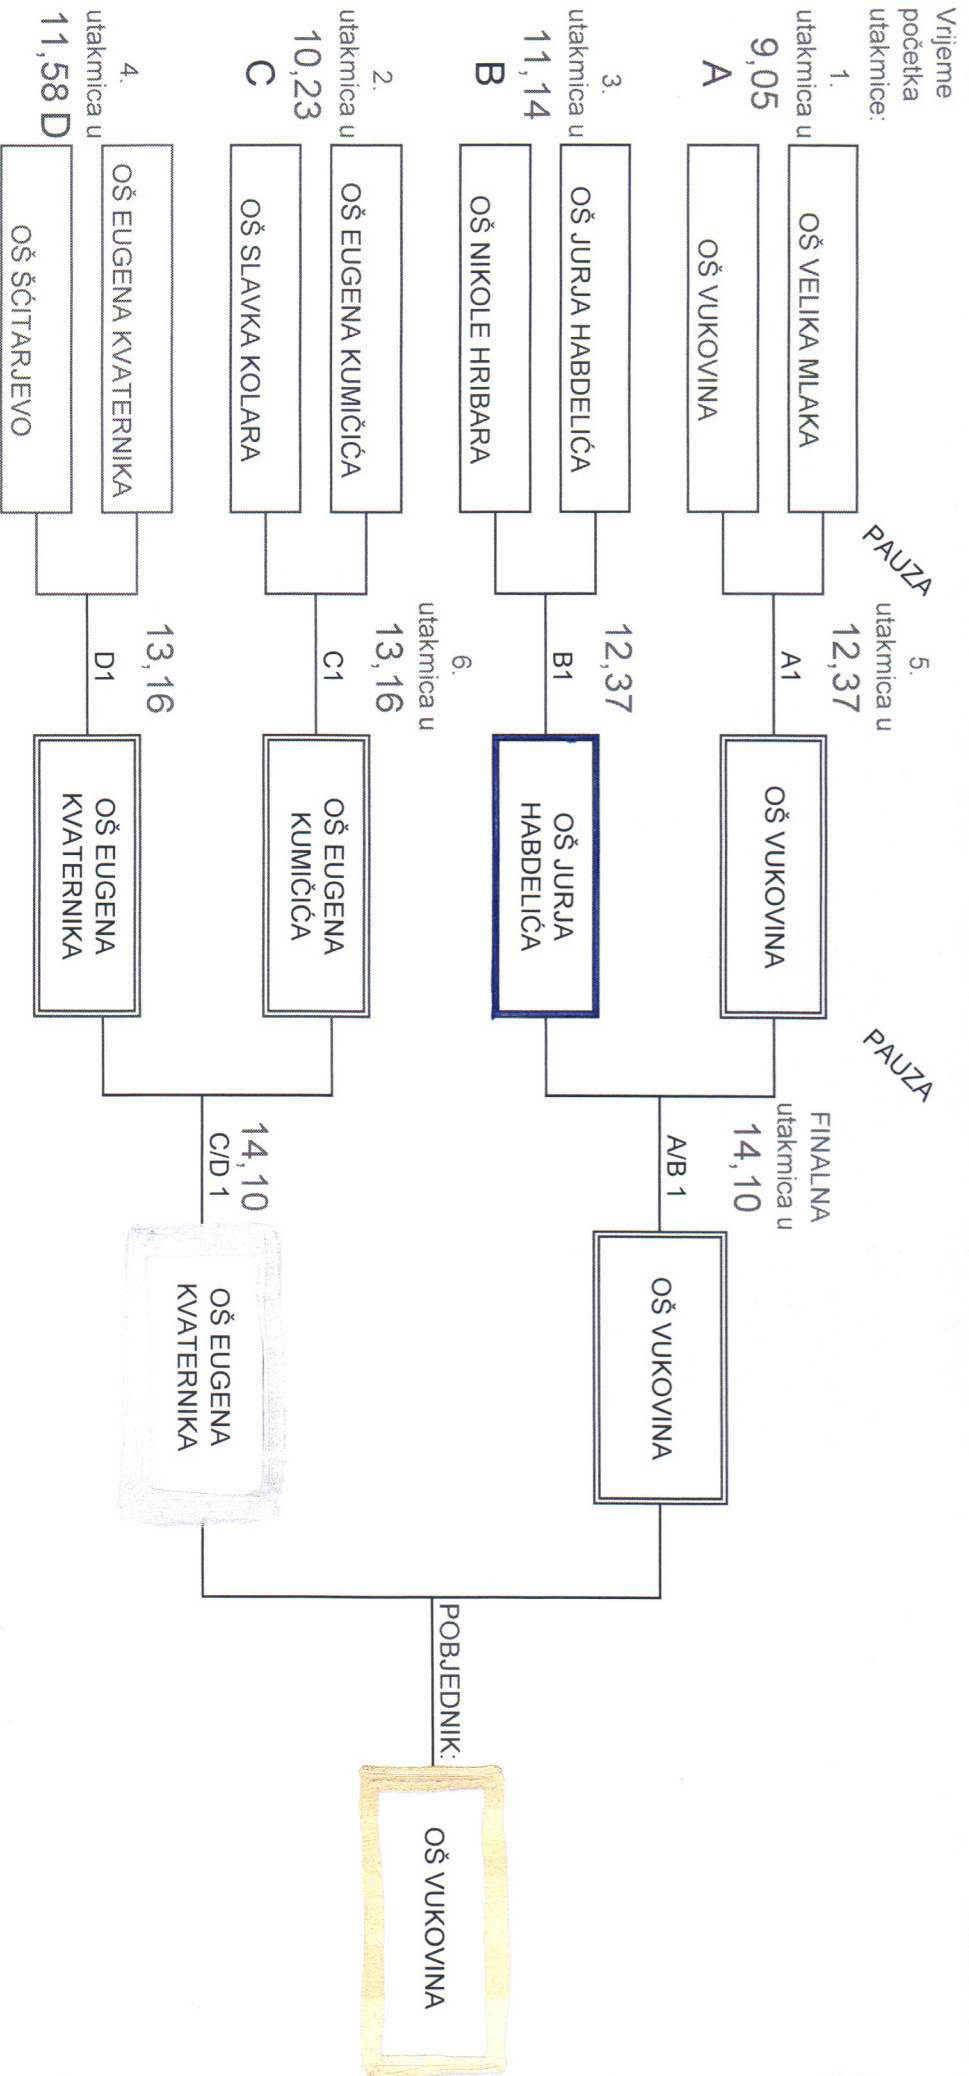 Vrijeme
početka
utakmice:
1.
utakmica u
9,05
A
OŠ VELIKA MLAKA
OŠ VUKOVINA
3.
utakmica u
11,14
B
OŠ JURJA HABDELIĆA
OŠ NIKOLE HRIBARA
2.
utakmica u
10,23
C
OŠ EUGENA KUMIČIĆA
OŠ SLAVKA KOLARA
4.
utakmica u
11,58 D
OŠ EUGENA KVATERNIKA
OŠ ŠĆITARJEVO
PAUZA
5.
utakmica u
12,37
A1
OŠ VUKOVINA
12,37
B1
OŠ JURJA
HABDELIĆA
6.
utakmica u
13,16
C1
OŠ EUGENA
KUMIČIĆA
13,16
D1
OŠ EUGENA
KVATERNIKA
PAUZA
FINALNA
utakmica u
14,10
A/B 1
OŠ VUKOVINA
14,10
C/D 1
OŠ EUGENA
KVATERNIKA
POBJEDNIK:
OŠ VUKOVINA